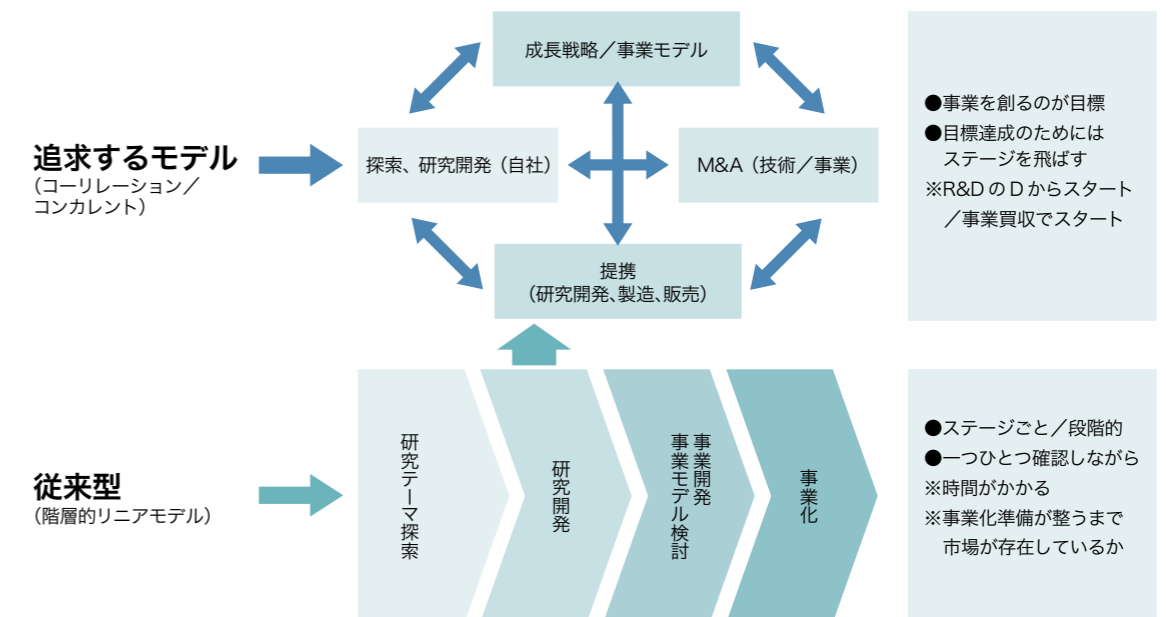 追求するモデル
（コーリレーション／
コンカレント）
成長戦略／事業モデル
探索、研究開発（自社）
M&A（技術／事業）
提携
（研究開発、製造、販売）
●事業を創るのが目標
●目標達成のためには
ステージを飛ばす
※R&DのDからスタート
／事業買収でスタート
従来型
（階層的リニアモデル）
研究テーマ探索
研究開発
事業開発
事業モデル検討
事業化
●ステージごと／段階的
●一つひとつ確認しながら
※時間がかかる
※事業化準備が整うまで
市場が存在しているか